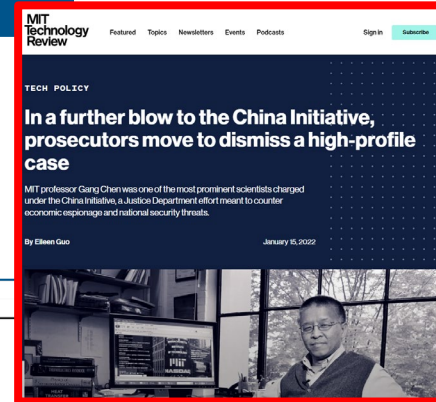 MIT
Technology
Review
Featured Topics Newsletters Events Podcasts
Sign in
Subscribe
TECH POLICY
In a further blow to the China Initiative,
prosecutors move to dismiss a high-profile
case
MIT professor Gang Chen was one of the most prominent scientists charged
under the China Initiative, a Justice Department effort meant to counter
economic espionage and national security threats.
By Eileen Guo
January 15, 2022
MIT
HEAT
TRANSFER